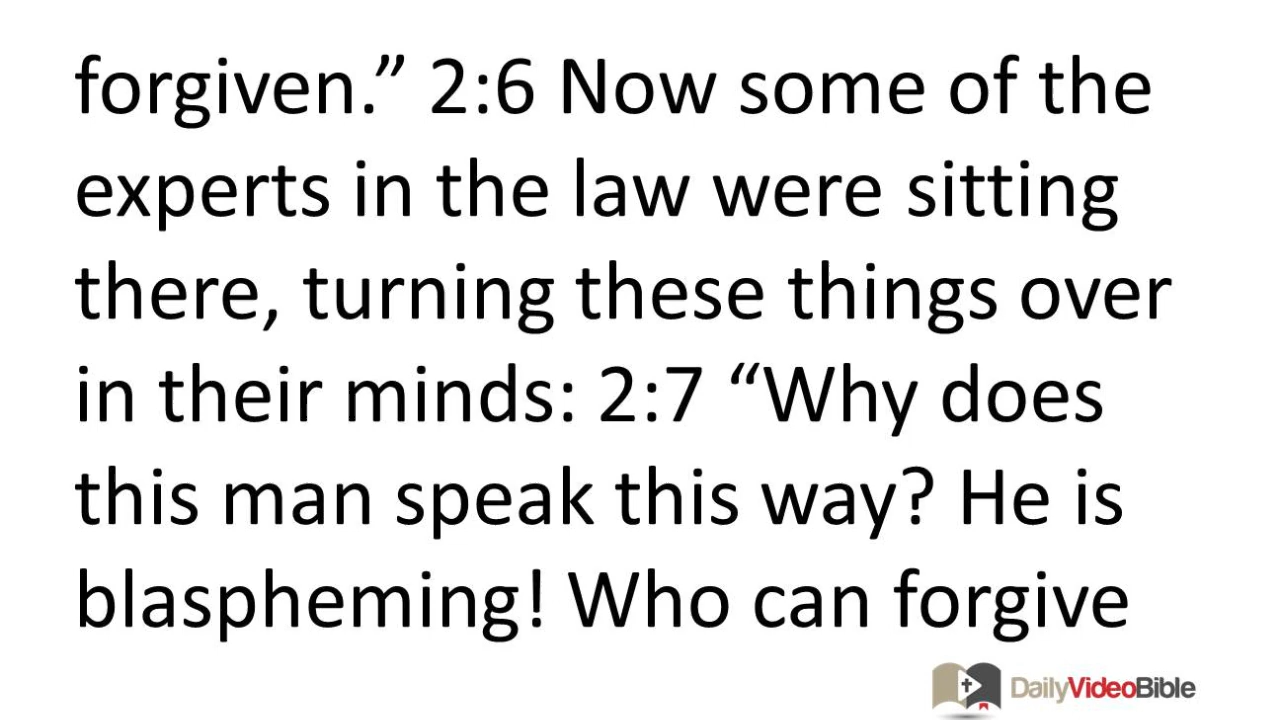 forgiven.” 2:6 Now some of the
experts in the law were sitting
there, turning these things over
in their minds: 2:7 “Why does
this man speak this way? He is
blaspheming! Who can forgive
DailyVideoBible